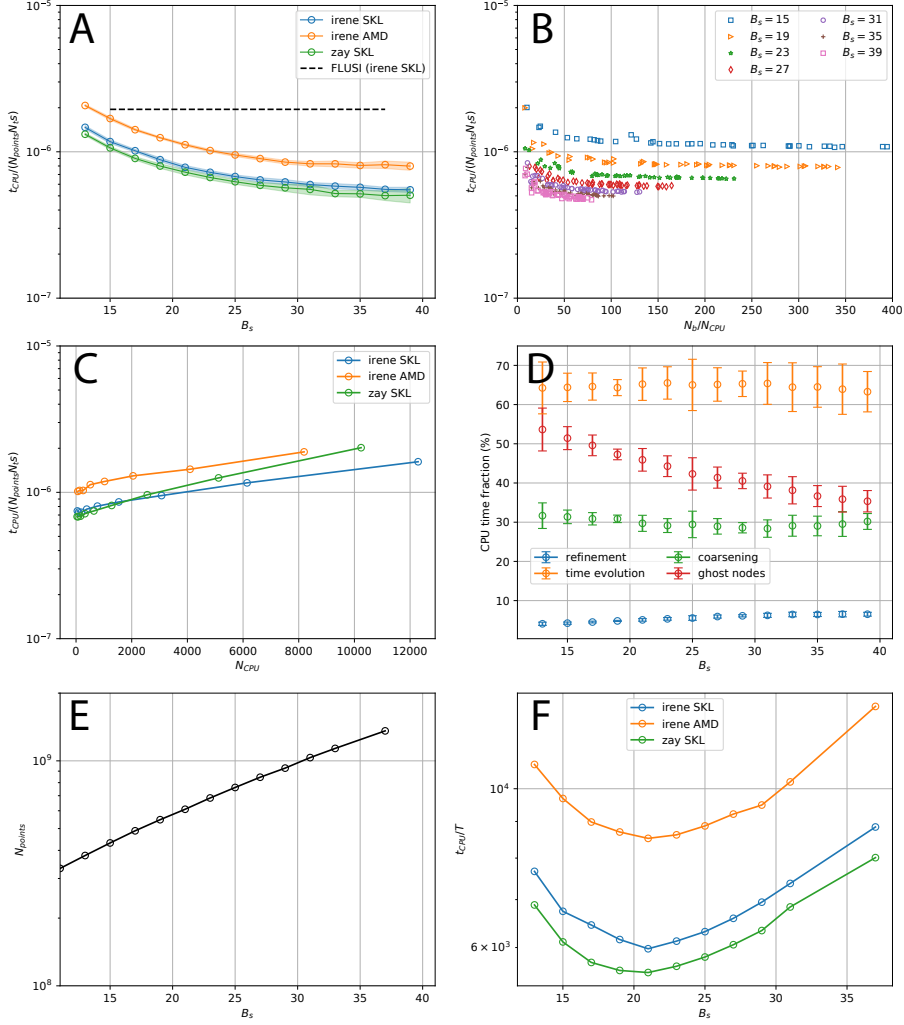 A
irene SKL
irene AMD
zay SKL
FLUSI (irene SKL)
10⁻⁵
10⁻⁶
10⁻⁷
t_CPU/(N_points N_t s)
15 20 25 30 35 40
B_s
B
B_s = 15
B_s = 19
B_s = 23
B_s = 27
B_s = 31
B_s = 35
B_s = 39
10⁻⁵
10⁻⁶
10⁻⁷
t_CPU/(N_points N_t s)
0 50 100 150 200 250 300 350 400
N_b/N_CPU
C
irene SKL
irene AMD
zay SKL
10⁻⁵
10⁻⁶
10⁻⁷
t_CPU/(N_points N_t s)
0 2000 4000 6000 8000 10000 12000
N_CPU
D
70
60
50
40
30
20
10
CPU time fraction (%)
refinement
time evolution
coarsening
ghost nodes
15 20 25 30 35 40
B_s
E
10⁹
10⁸
N_points
15 20 25 30 35 40
B_s
F
irene SKL
irene AMD
zay SKL
10⁴
6 × 10³
t_CPU/T
15 20 25 30 35
B_s